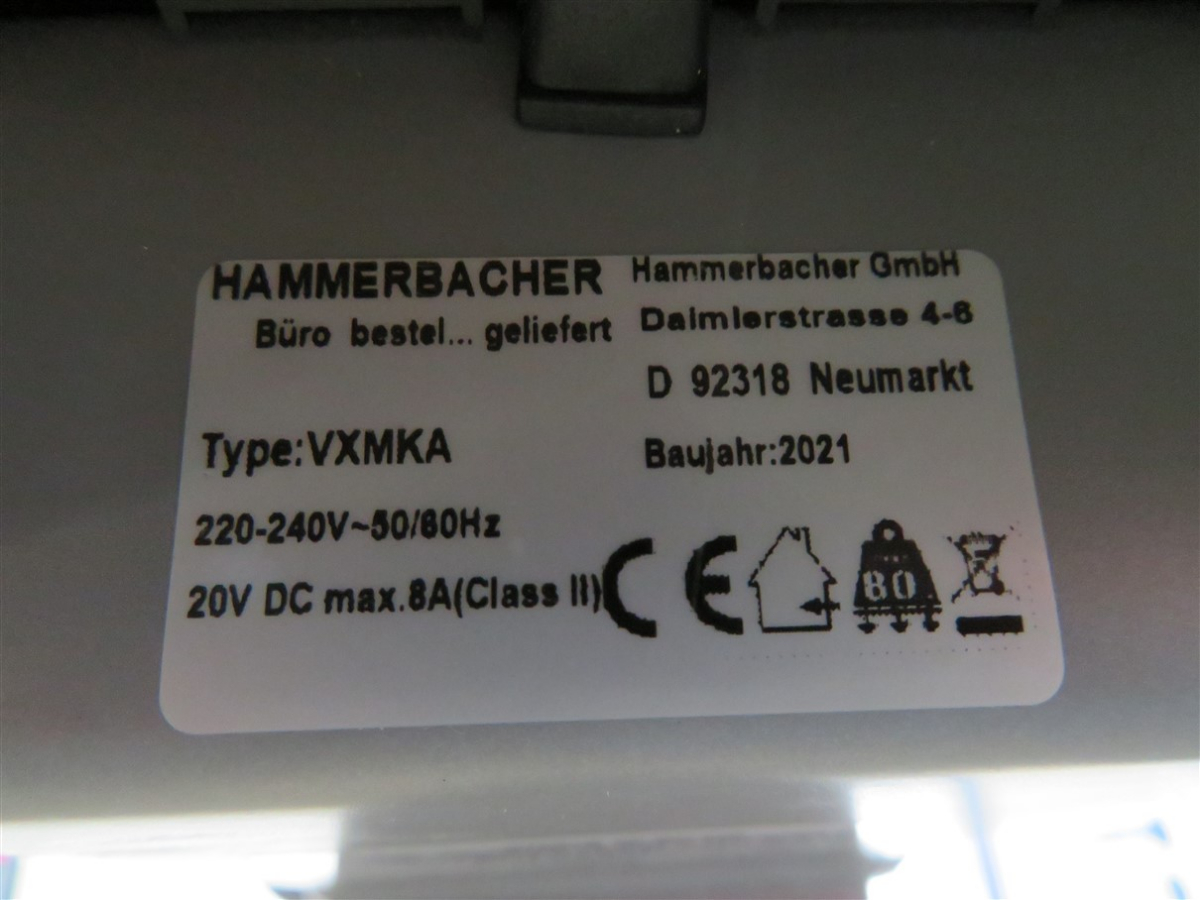 HAMMERBACHER
Büro bestel... geliefert
Hammerbacher GmbH
Daimlerstrasse 4-6
D 92318 Neumarkt
Type:VXMKA
Baujahr:2021
220-240V~50/60Hz
20V DC max.8A(Class II)
CE
80